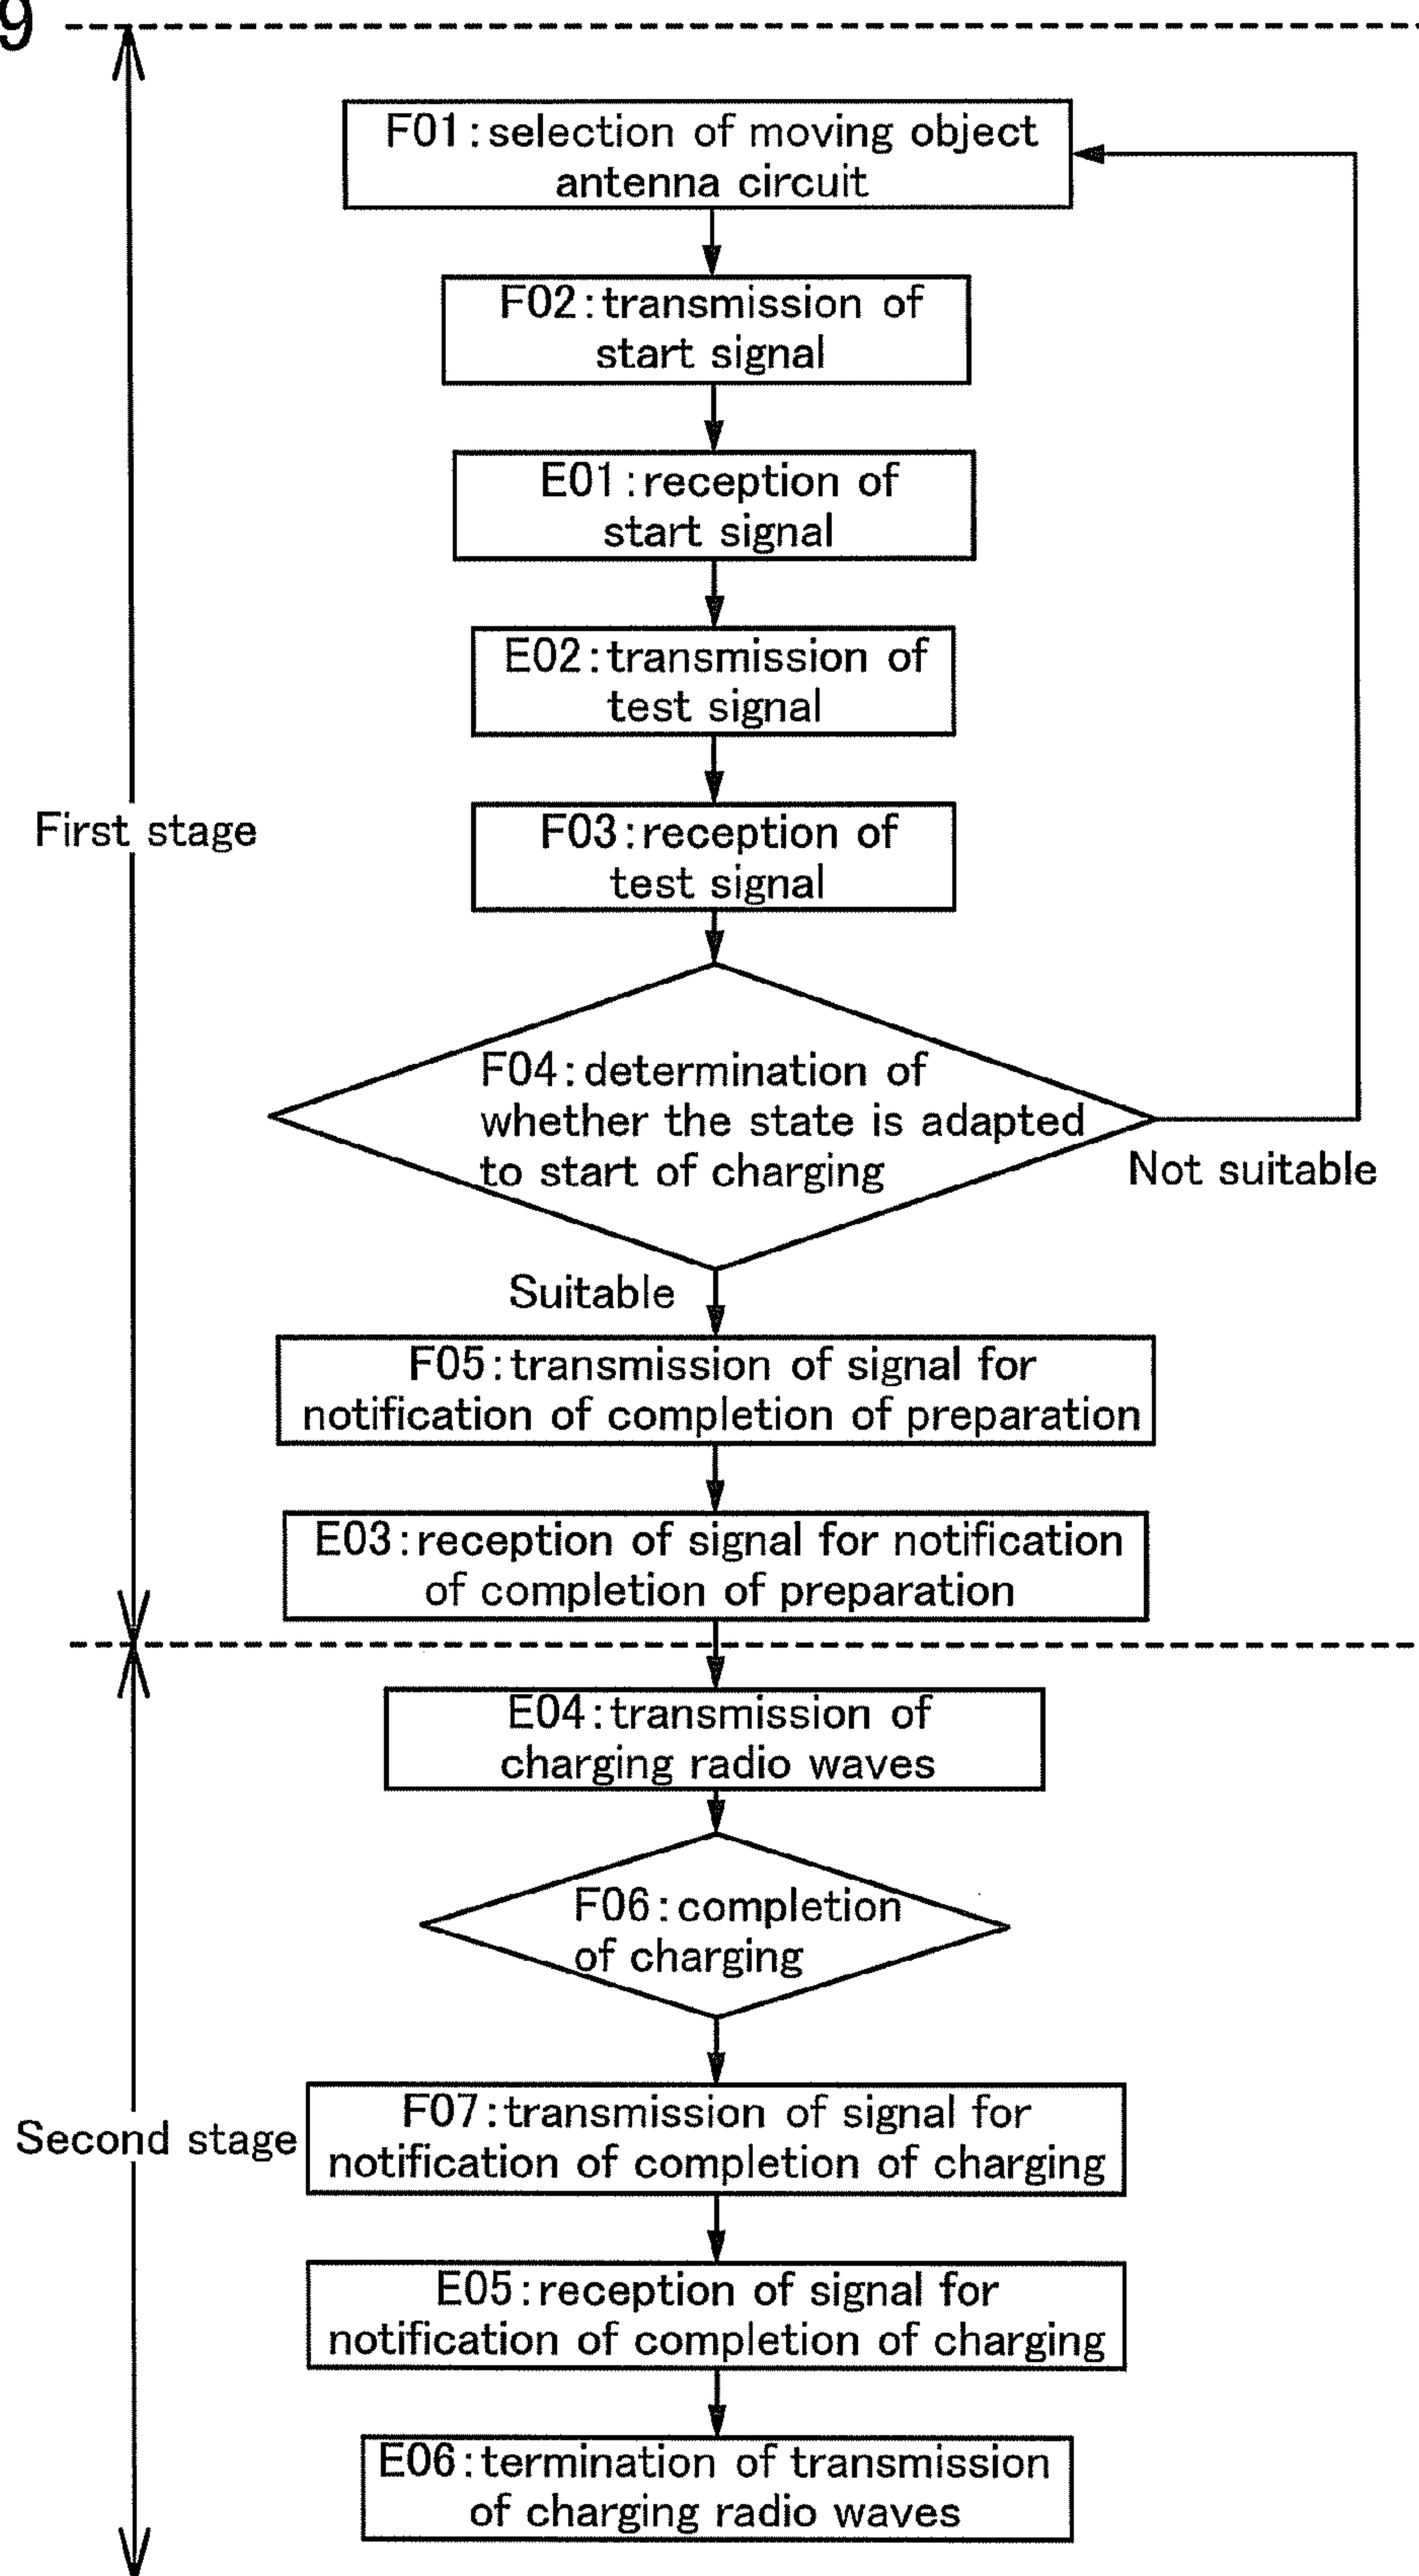 9
F01:selection of moving object
antenna circuit
F02:transmission of
start signal
E01:reception of
start signal
E02:transmission of
test signal
First stage
F03:reception of
test signal
F04:determination of
whether the state is adapted
to start of charging
Not suitable
Suitable
F05:transmission of signal for
notification of completion of preparation
E03:reception of signal for notification
of completion of preparation
E04:transmission of
charging radio waves
F06:completion
of charging
Second stage
F07:transmission of signal for
notification of completion of charging
E05:reception of signal for
notification of completion of charging
E06:termination of transmission
of charging radio waves